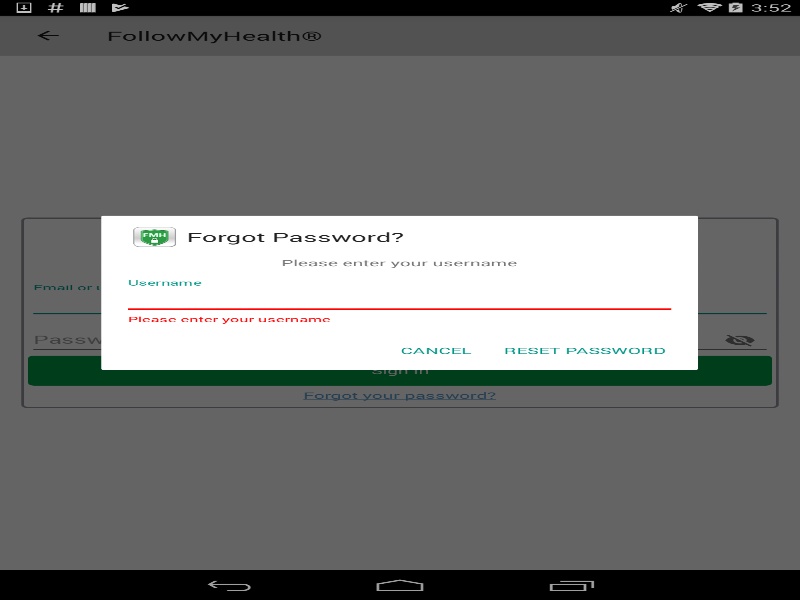 3:52
FollowMyHealth®
FMH
Forgot Password?
Please enter your username
Username
Email or
Please enter your username
Passw
CANCEL RESET PASSWORD
Sign In
Forgot your password?